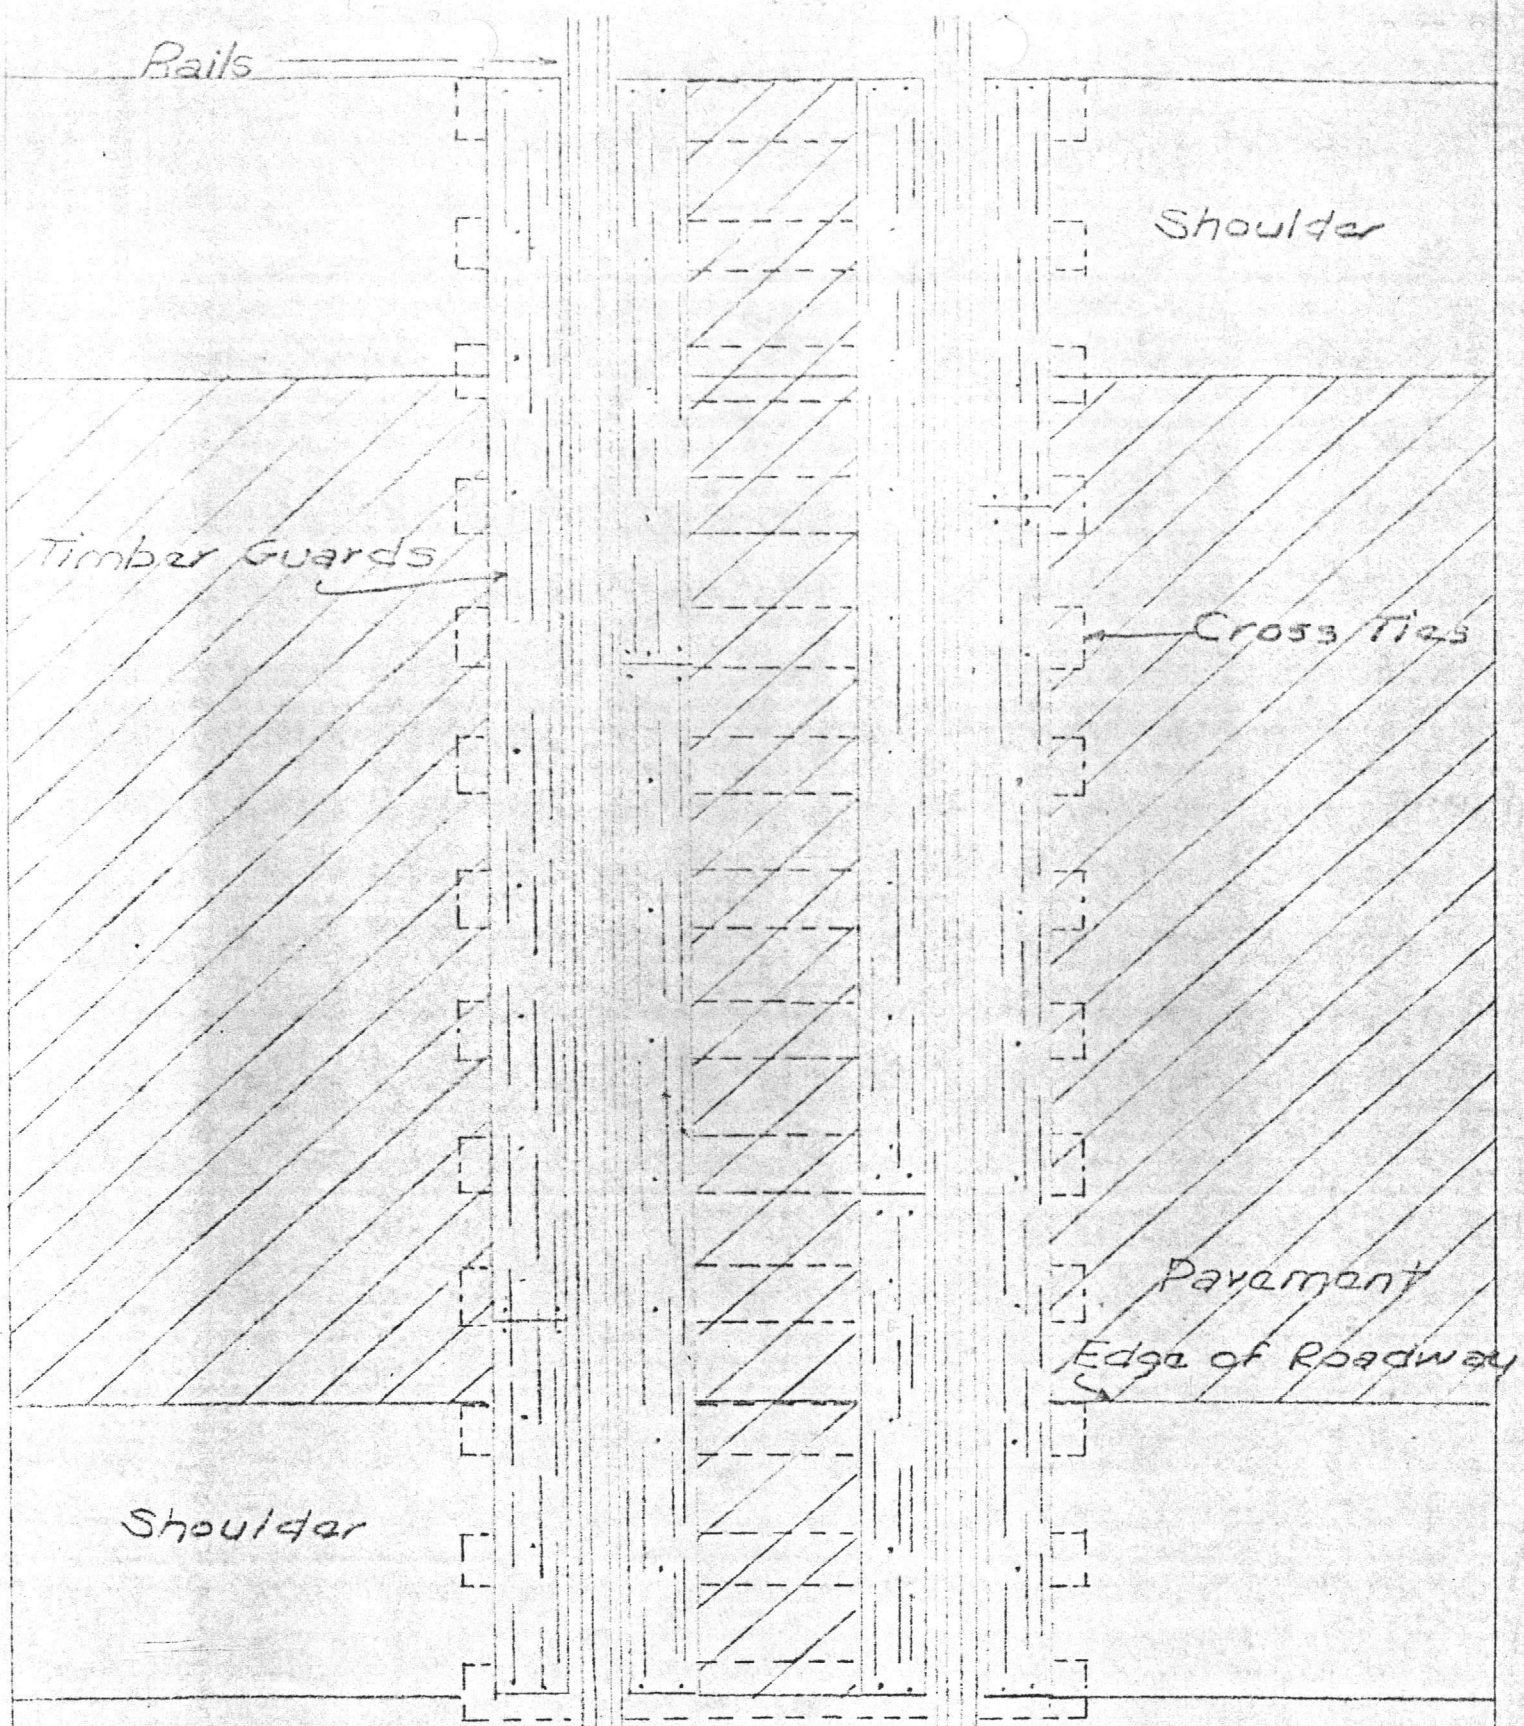 Rails
Shoulder
Timber Guards
Cross Ties
Pavement
Edge of Roadway
Shoulder